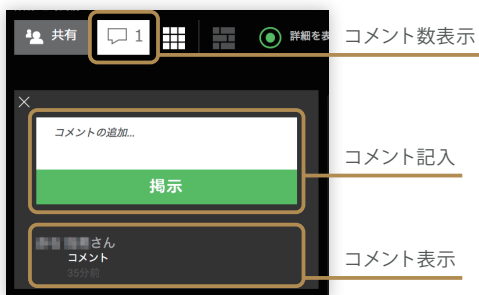 共有
1
詳細を表
コメント数表示
コメントの追加...
コメント記入
掲示
さん
コメント
35分前
コメント表示